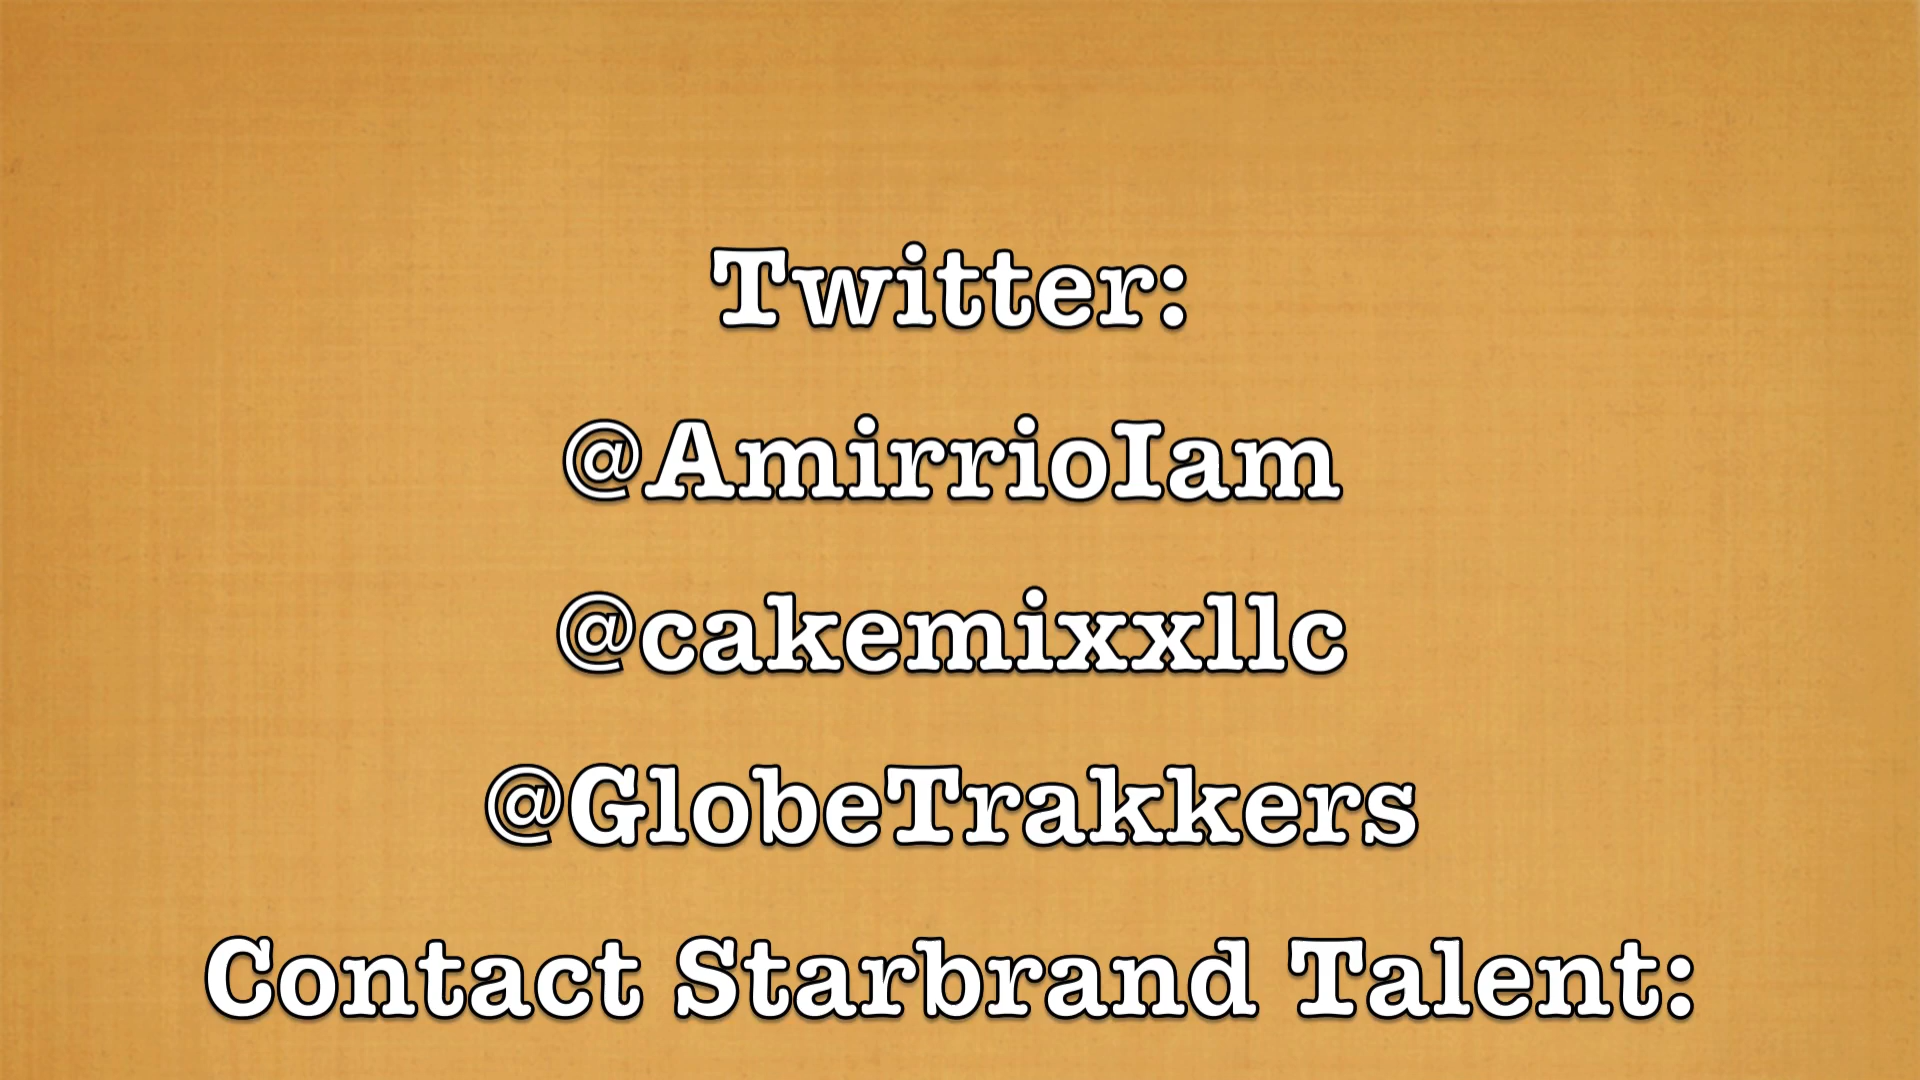 Twitter:
@AmirrioIam
@cakemixxllc
@GlobeTrakkers
Contact Starbrand Talent: